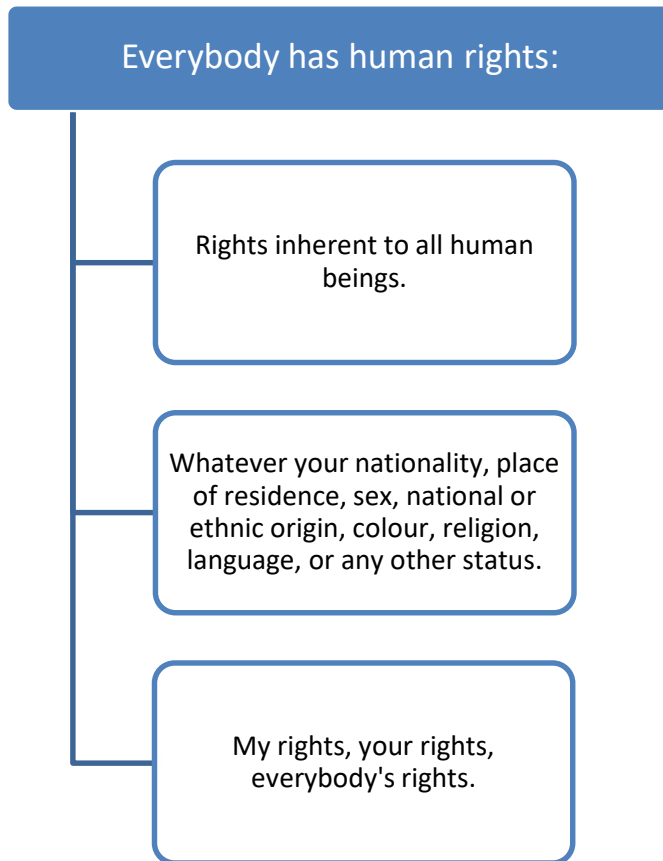 Everybody has human rights:
Rights inherent to all human
beings.
Whatever your nationality, place
of residence, sex, national or
ethnic origin, colour, religion,
language, or any other status.
My rights, your rights,
everybody's rights.